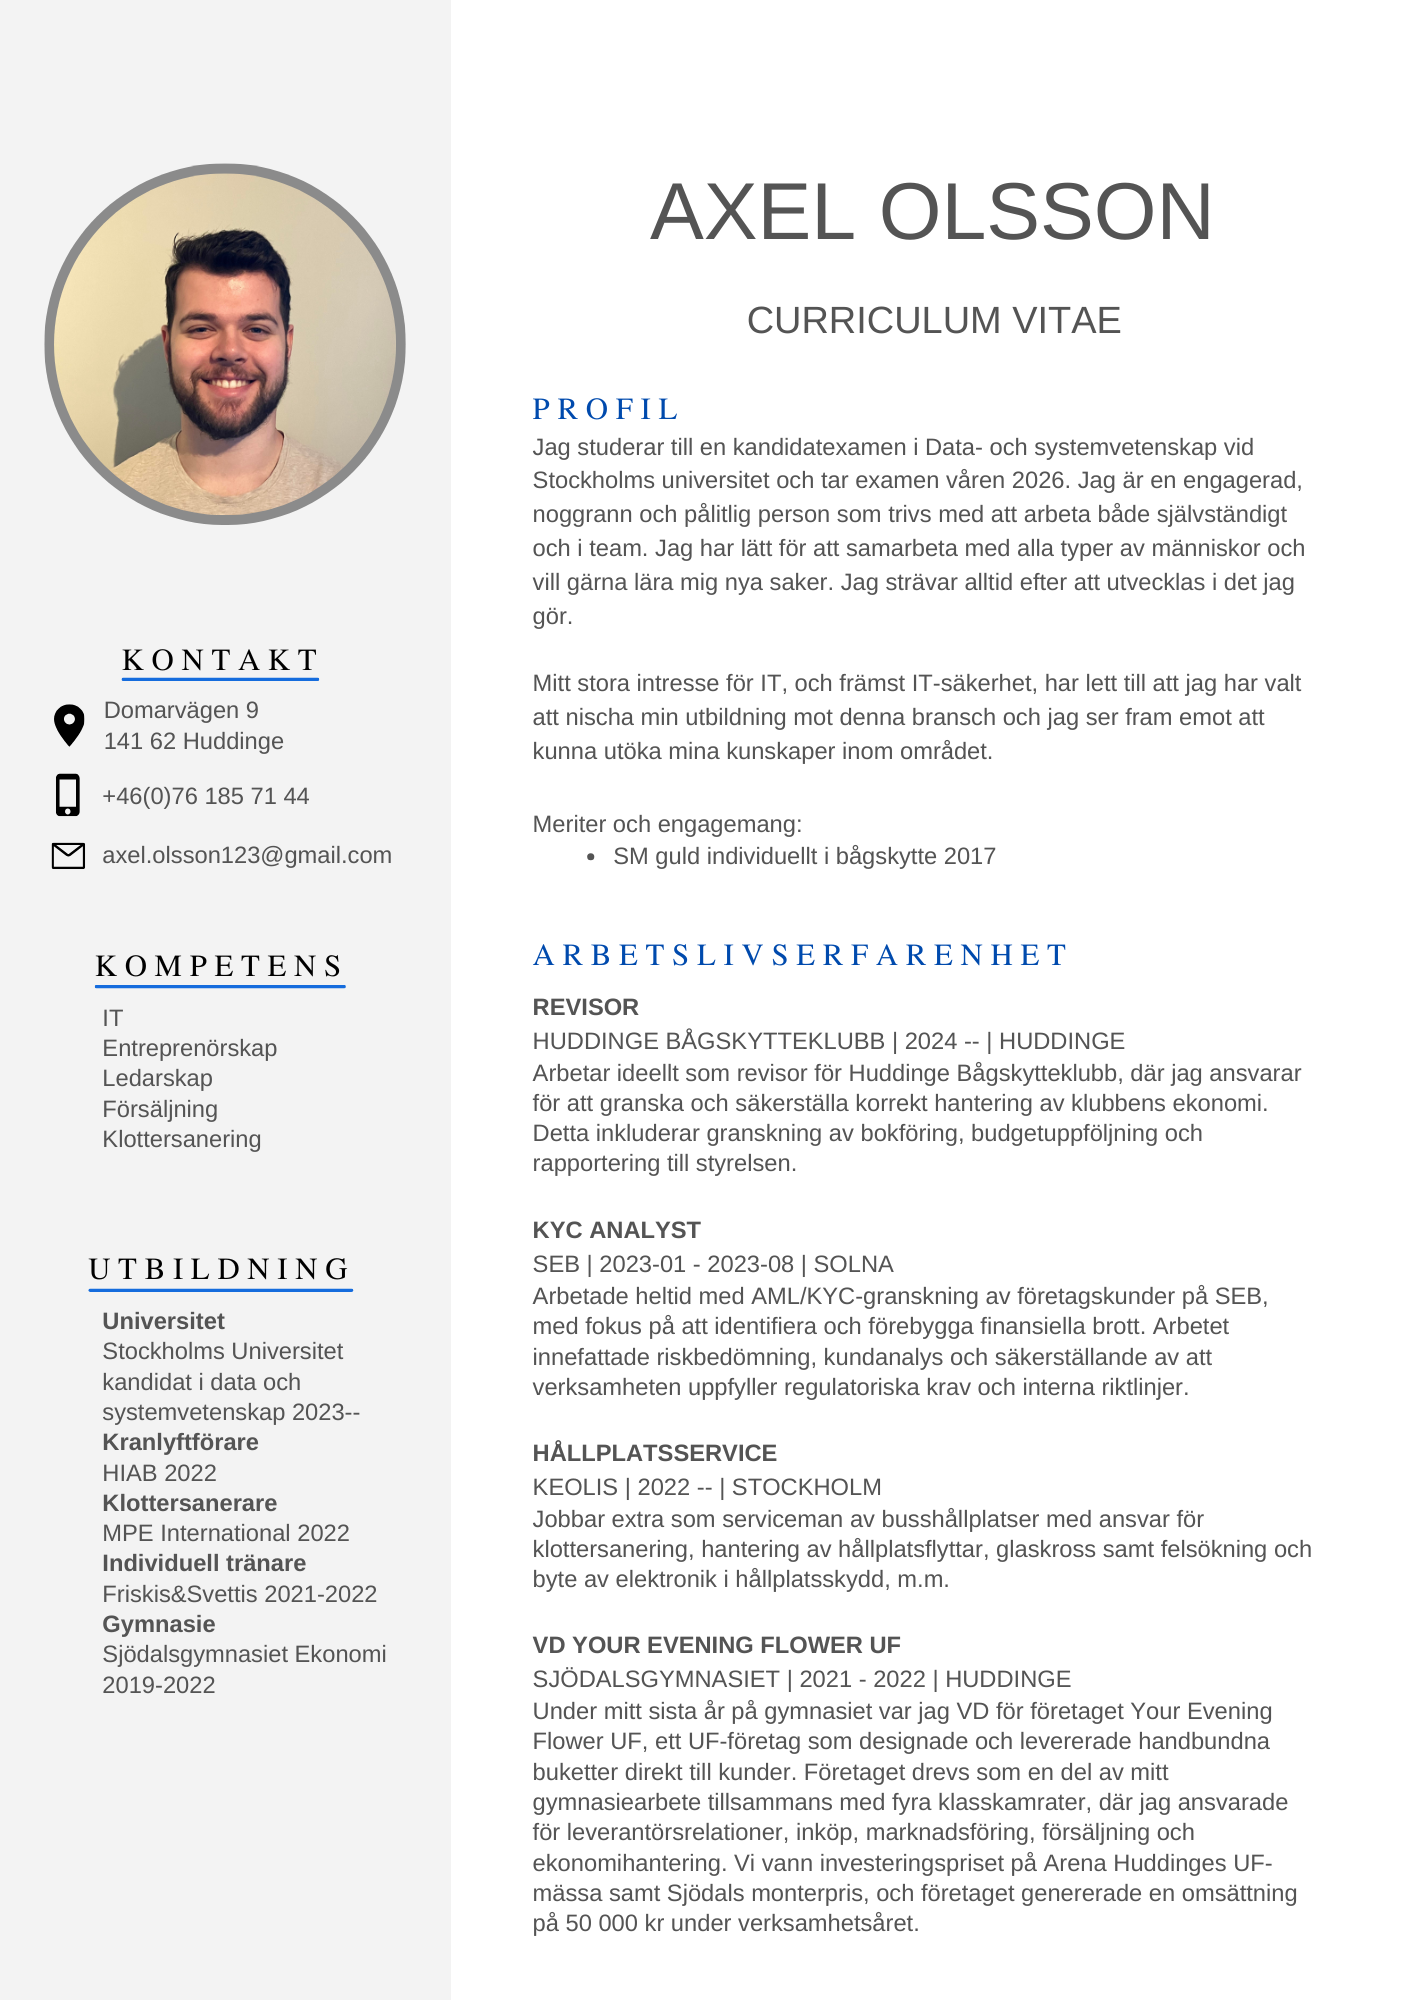 AXEL OLSSON
CURRICULUM VITAE
PROFIL
Jag studerar till en kandidatexamen i Data- och systemvetenskap vid
Stockholms universitet och tar examen våren 2026. Jag är en engagerad,
noggrann och pålitlig person som trivs med att arbeta både självständigt
och i team. Jag har lätt för att samarbeta med alla typer av människor och
vill gärna lära mig nya saker. Jag strävar alltid efter att utvecklas i det jag
gör.
Mitt stora intresse för IT, och främst IT-säkerhet, har lett till att jag har valt
att nischa min utbildning mot denna bransch och jag ser fram emot att
kunna utöka mina kunskaper inom området.
Meriter och engagemang:
• SM guld individuellt i bågskytte 2017
ARBETSLIVSERFARENHET
REVISOR
HUDDINGE BÅGSKYTTEKLUBB | 2024 -- | HUDDINGE
Arbetar ideellt som revisor för Huddinge Bågskytteklubb, där jag ansvarar
för att granska och säkerställa korrekt hantering av klubbens ekonomi.
Detta inkluderar granskning av bokföring, budgetuppföljning och
rapportering till styrelsen.
KYC ANALYST
SEB | 2023-01 - 2023-08 | SOLNA
Arbetade heltid med AML/KYC-granskning av företagskunder på SEB,
med fokus på att identifiera och förebygga finansiella brott. Arbetet
innefattade riskbedömning, kundanalys och säkerställande av att
verksamheten uppfyller regulatoriska krav och interna riktlinjer.
HÅLLPLATSSERVICE
KEOLIS | 2022 -- | STOCKHOLM
Jobbar extra som serviceman av busshållplatser med ansvar för
klottersanering, hantering av hållplatsflyttar, glaskross samt felsökning och
byte av elektronik i hållplatsskydd, m.m.
VD YOUR EVENING FLOWER UF
SJÖDALSGYMNASIET | 2021 - 2022 | HUDDINGE
Under mitt sista år på gymnasiet var jag VD för företaget Your Evening
Flower UF, ett UF-företag som designade och levererade handbundna
buketter direkt till kunder. Företaget drevs som en del av mitt
gymnasiearbete tillsammans med fyra klasskamrater, där jag ansvarade
för leverantörsrelationer, inköp, marknadsföring, försäljning och
ekonomihantering. Vi vann investeringspriset på Arena Huddinges UF-
mässa samt Sjödals monterpris, och företaget genererade en omsättning
på 50 000 kr under verksamhetsåret.
KONTAKT
Domarvägen 9
141 62 Huddinge
+46(0)76 185 71 44
axel.olsson123@gmail.com
KOMPETENS
IT
Entreprenörskap
Ledarskap
Försäljning
Klottersanering
UTBILDNING
Universitet
Stockholms Universitet
kandidat i data och
systemvetenskap 2023--
Kranlyftförare
HIAB 2022
Klottersanerare
MPE International 2022
Individuell tränare
Friskis&Svettis 2021-2022
Gymnasie
Sjödalsgymnasiet Ekonomi
2019-2022